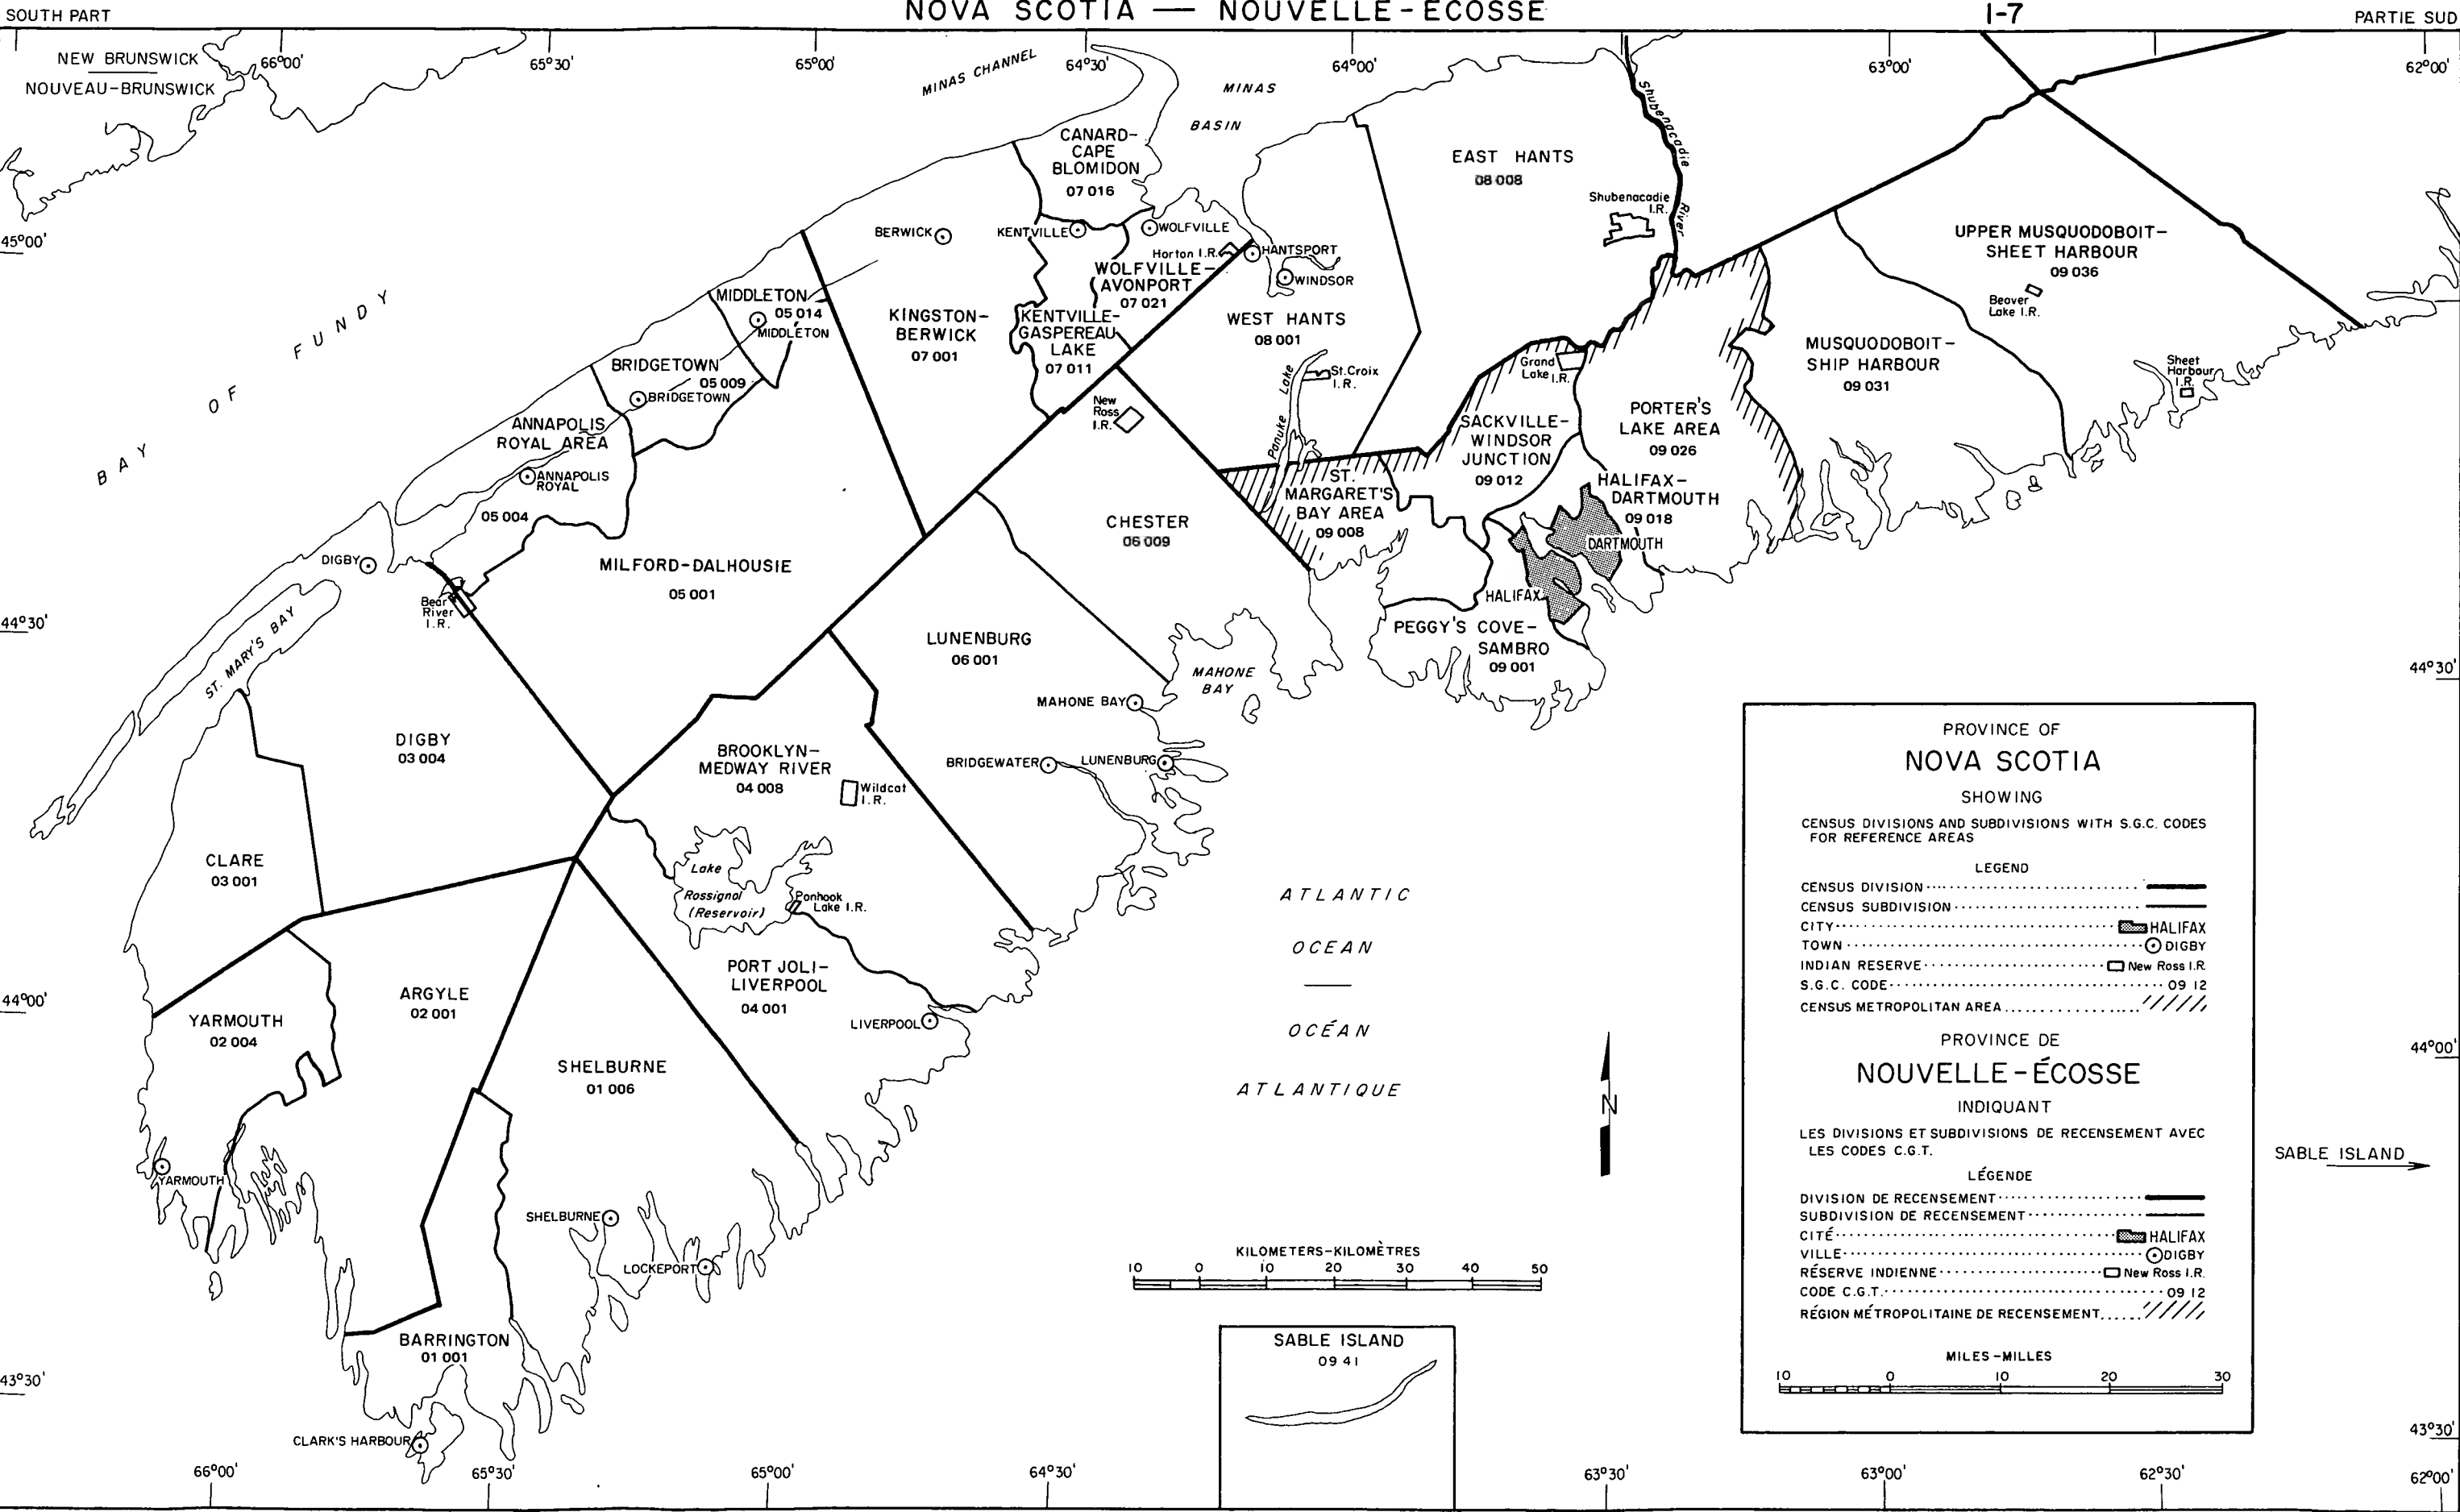 SOUTH PART
NOVA SCOTIA — NOUVELLE-ECOSSE
I-7
PARTIE SUD
NEW BRUNSWICK
NOUVEAU-BRUNSWICK
66°00'
65°30'
65°00'
64°30'
64°00'
63°00'
62°00'
MINAS CHANNEL
MINAS
BASIN
Shubenacadie
River
CANARD-
CAPE
BLOMIDON
07 016
EAST HANTS
08 008
Shubenacadie
I.R.
45°00'
BERWICK
KENTVILLE
WOLFVILLE
Horton I.R.
HANTSPORT
WINDSOR
WOLFVILLE-
AVONPORT
07 021
UPPER MUSQUODOBOIT-
SHEET HARBOUR
09 036
Beaver
Lake I.R.
Sheet
Harbour
I.R.
BAY OF FUNDY
MIDDLETON
05 014
MIDDLETON
KINGSTON-
BERWICK
07 001
KENTVILLE-
GASPEREAU
LAKE
07 011
WEST HANTS
08 001
MUSQUODOBOIT-
SHIP HARBOUR
09 031
BRIDGETOWN
05 009
BRIDGETOWN
Panuke Lake
St.Croix
I.R.
Grand
Lake I.R.
New
Ross
I.R.
ANNAPOLIS
ROYAL AREA
ANNAPOLIS
ROYAL
05 004
SACKVILLE-
WINDSOR
JUNCTION
09 012
PORTER'S
LAKE AREA
09 026
ST.
MARGARET'S
BAY AREA
09 008
HALIFAX-
DARTMOUTH
09 018
DARTMOUTH
HALIFAX
CHESTER
06 009
DIGBY
Bear
River
I.R.
MILFORD-DALHOUSIE
05 001
44°30'
ST. MARY'S BAY
LUNENBURG
06 001
PEGGY'S COVE-
SAMBRO
09 001
MAHONE
BAY
44°30'
MAHONE BAY
DIGBY
03 004
BROOKLYN-
MEDWAY RIVER
04 008
Wildcat
I.R.
BRIDGEWATER
LUNENBURG
CLARE
03 001
Lake
Rossignol
(Reservoir)
Ponhook
Lake I.R.
ATLANTIC
OCEAN
—
OCÉAN
ATLANTIQUE
44°00'
ARGYLE
02 001
YARMOUTH
02 004
PORT JOLI-
LIVERPOOL
04 001
LIVERPOOL
SHELBURNE
01 006
YARMOUTH
SHELBURNE
LOCKEPORT
BARRINGTON
01 001
43°30'
CLARK'S HARBOUR
N
KILOMETERS-KILOMÈTRES
10 0 10 20 30 40 50
SABLE ISLAND
09 41
PROVINCE OF
NOVA SCOTIA
SHOWING
CENSUS DIVISIONS AND SUBDIVISIONS WITH S.G.C. CODES
FOR REFERENCE AREAS
LEGEND
CENSUS DIVISION
CENSUS SUBDIVISION
CITY HALIFAX
TOWN DIGBY
INDIAN RESERVE New Ross I.R.
S.G.C. CODE 09 12
CENSUS METROPOLITAN AREA
PROVINCE DE
NOUVELLE-ÉCOSSE
INDIQUANT
LES DIVISIONS ET SUBDIVISIONS DE RECENSEMENT AVEC
LES CODES C.G.T.
LÉGENDE
DIVISION DE RECENSEMENT
SUBDIVISION DE RECENSEMENT
CITÉ HALIFAX
VILLE DIGBY
RÉSERVE INDIENNE New Ross I.R.
CODE C.G.T. 09 12
RÉGION MÉTROPOLITAINE DE RECENSEMENT
MILES-MILLES
10 0 10 20 30
44°00'
SABLE ISLAND
43°30'
66°00'
65°30'
65°00'
64°30'
63°30'
63°00'
62°30'
62°00'